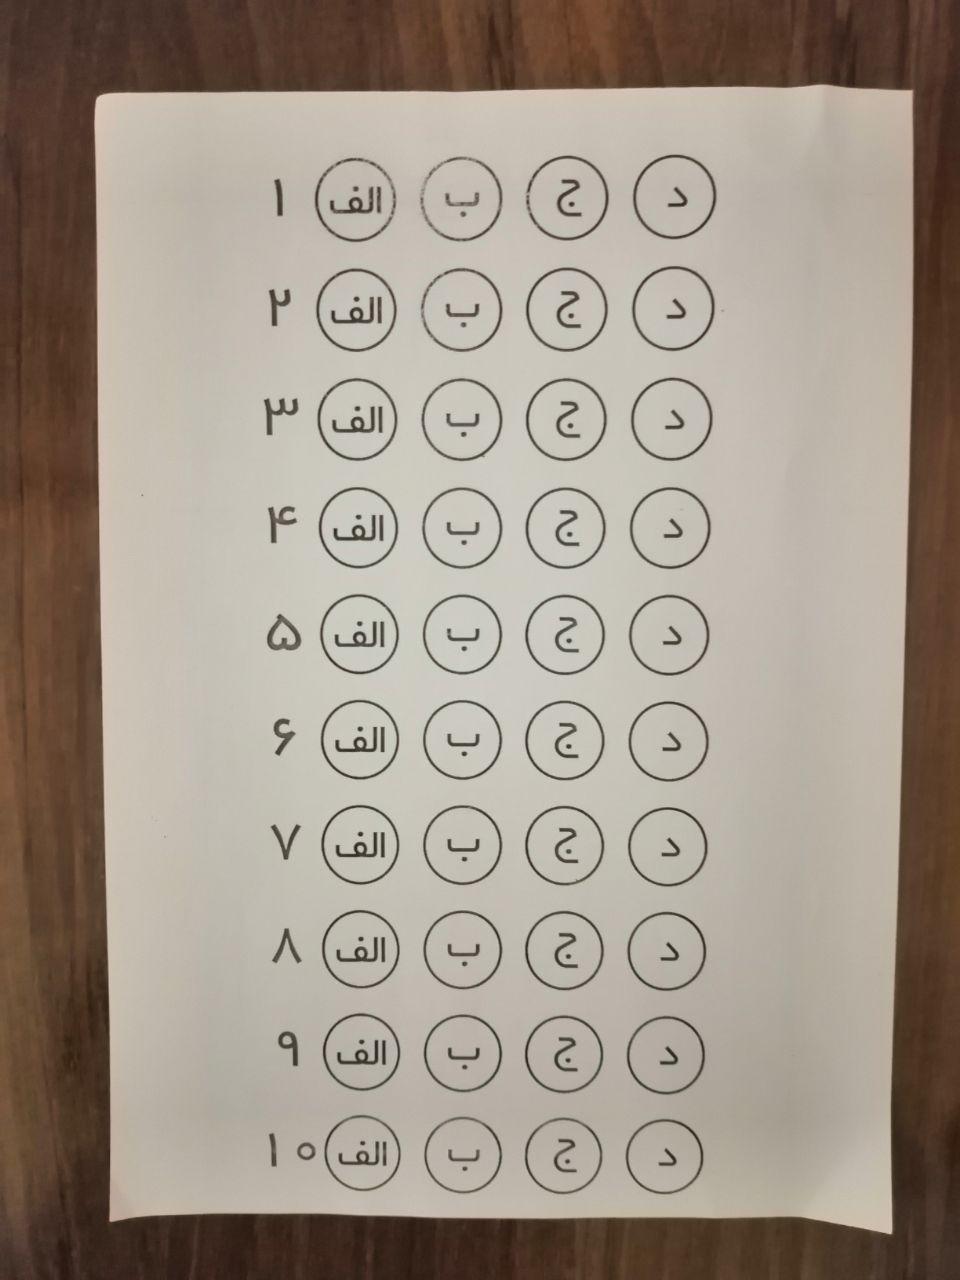 ۱ الف ب ج د
۲ الف ب ج د
۳ الف ب ج د
۴ الف ب ج د
۵ الف ب ج د
۶ الف ب ج د
۷ الف ب ج د
۸ الف ب ج د
۹ الف ب ج د
۱۰ الف ب ج د